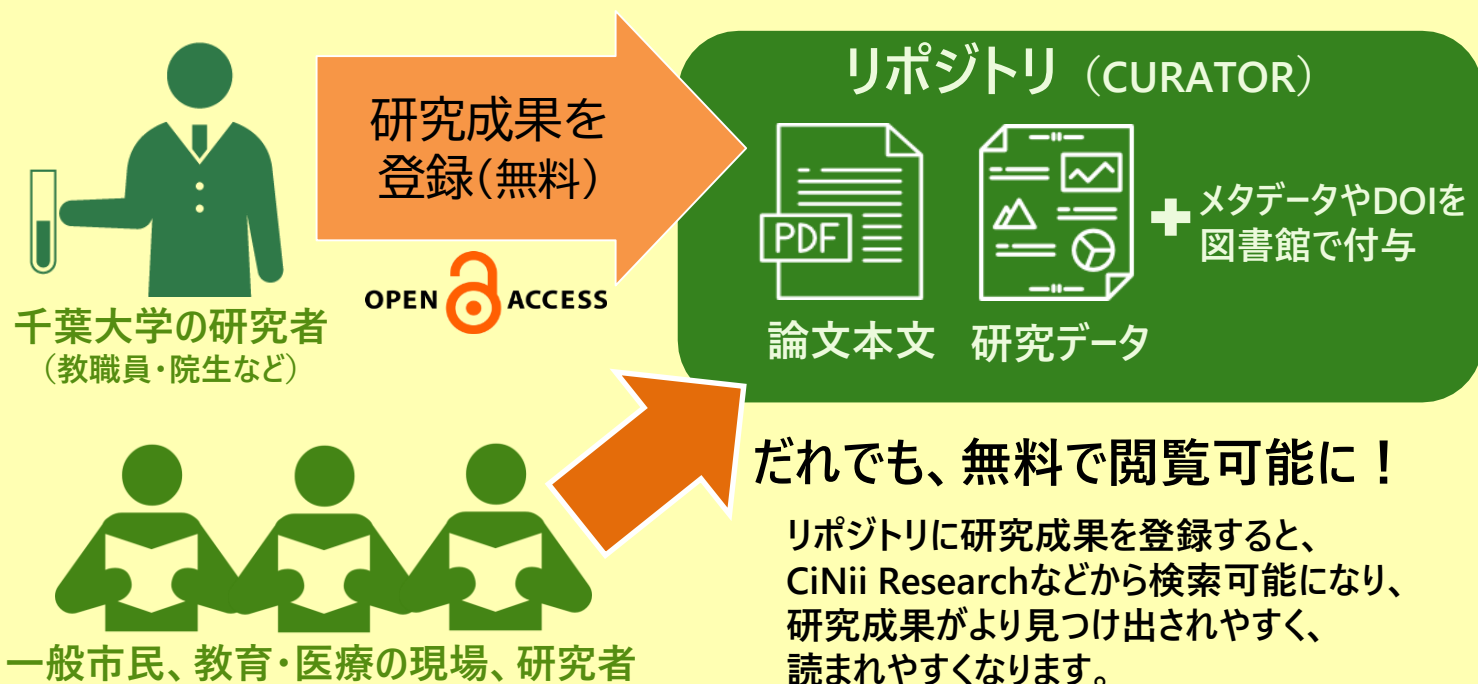 研究成果を
登録(無料)
OPEN ACCESS
千葉大学の研究者
(教職員・院生など)
リポジトリ(CURATOR)
PDF
論文本文
研究データ
+メタデータやDOIを
図書館で付与
一般市民、教育・医療の現場、研究者
だれでも、無料で閲覧可能に！
リポジトリに研究成果を登録すると、
CiNii Researchなどから検索可能になり、
研究成果がより見つけ出されやすく、
読まれやすくなります。